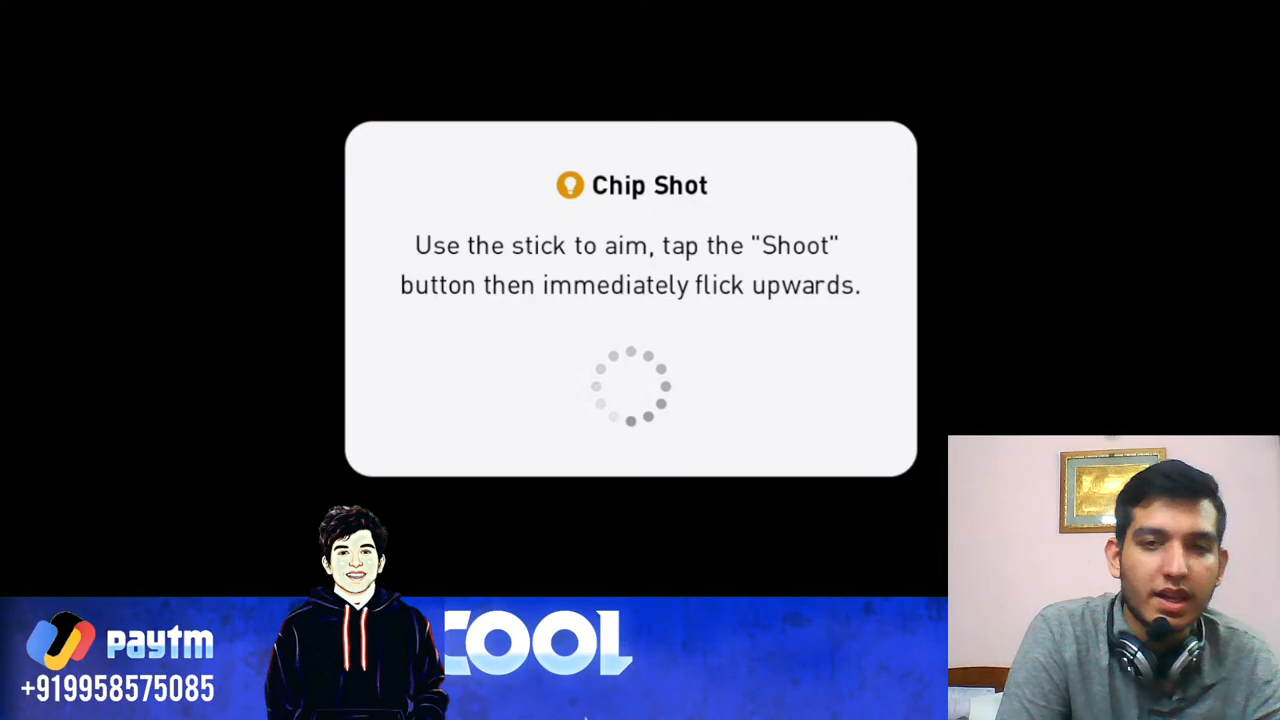 Chip Shot
Use the stick to aim, tap the "Shoot"
button then immediately flick upwards.
paytm
+919958575085
COOL